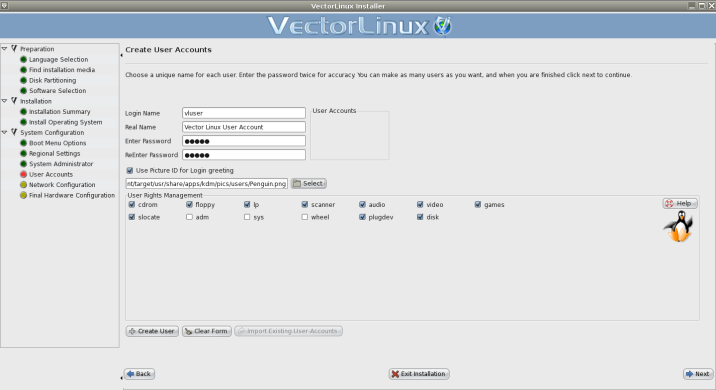 VectorLinux Installer
VectorLinux
Preparation
Language Selection
Find installation media
Disk Partitioning
Software Selection
Installation
Installation Summary
Install Operating System
System Configuration
Boot Menu Options
Regional Settings
System Administrator
User Accounts
Network Configuration
Final Hardware Configuration
Create User Accounts
Choose a unique name for each user. Enter the password twice for accuracy. You can make as many users as you want, and when you are finished click next to continue.
Login Name vluser
Real Name Vector Linux User Account
Enter Password ●●●●●
ReEnter Password ●●●●●
User Accounts
Use Picture ID for Login greeting
nt/target/usr/share/apps/kdm/pics/users/Penguin.png Select
User Rights Management
cdrom floppy lp scanner audio video games
slocate adm sys wheel plugdev disk
Help
Create User Clear Form Import Existing User Accounts
Back Exit Installation Next